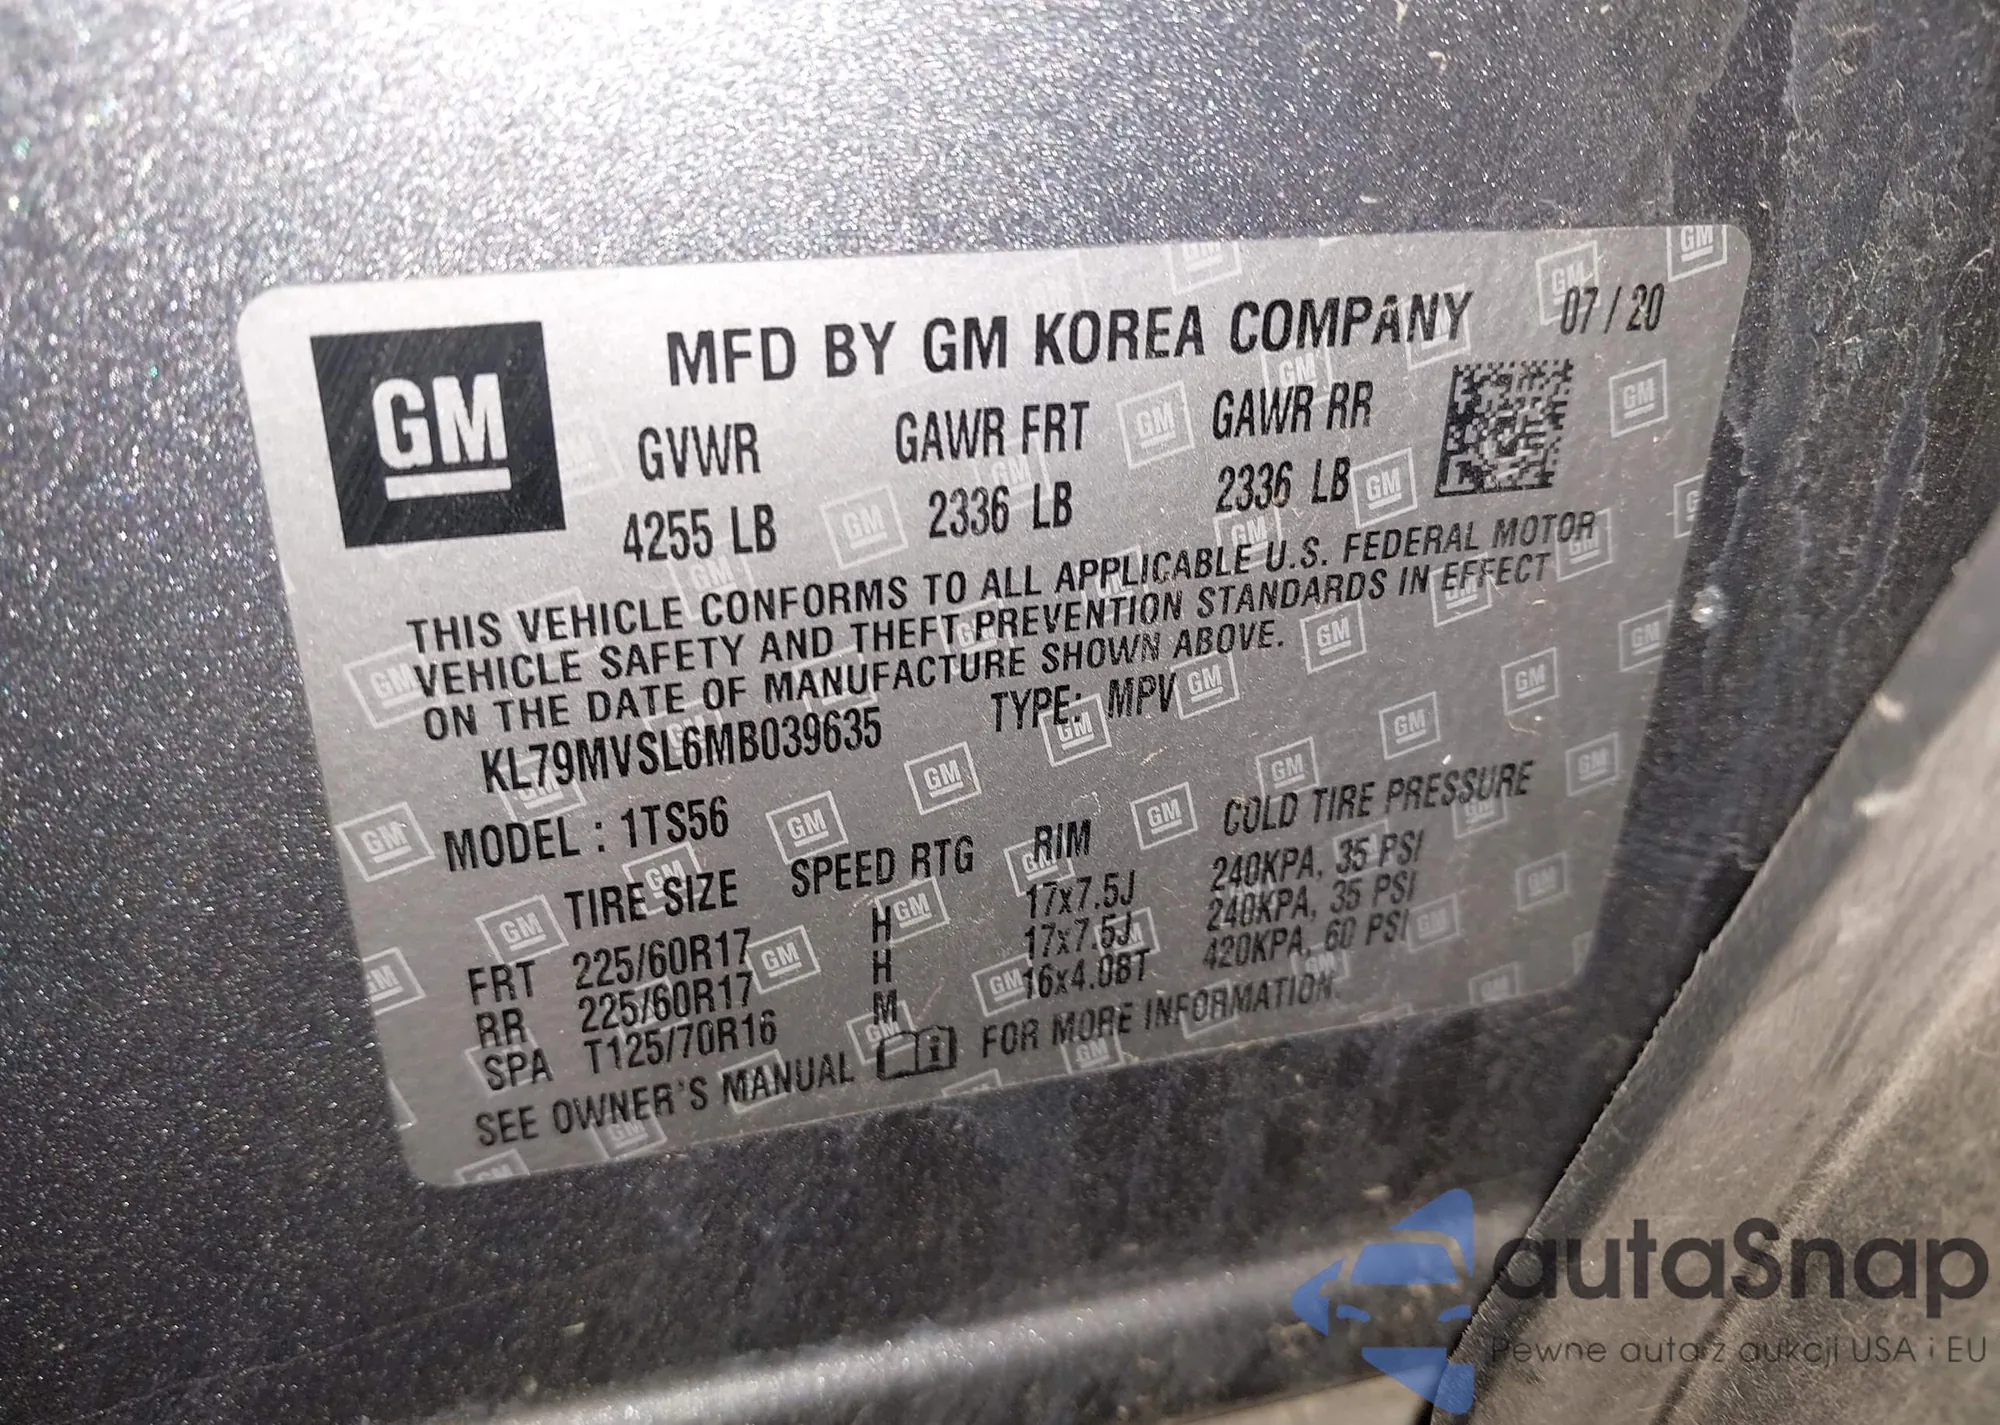 GM
MFD BY GM KOREA COMPANY 07/20
GVWR GAWR FRT GAWR RR
4255 LB 2336 LB 2336 LB
THIS VEHICLE CONFORMS TO ALL APPLICABLE U.S. FEDERAL MOTOR
VEHICLE SAFETY AND THEFT PREVENTION STANDARDS IN EFFECT
ON THE DATE OF MANUFACTURE SHOWN ABOVE.
KL79MVSL6MB039635 TYPE: MPV
MODEL : 1TS56
TIRE SIZE SPEED RTG RIM COLD TIRE PRESSURE
FRT 225/60R17 H 17x7.5J 240KPA, 35 PSI
RR 225/60R17 H 17x7.5J 240KPA, 35 PSI
SPA T125/70R16 M 16x4.0BT 420KPA, 60 PSI
SEE OWNER'S MANUAL FOR MORE INFORMATION.
autaSnap
Pewne auta z aukcji USA i EU